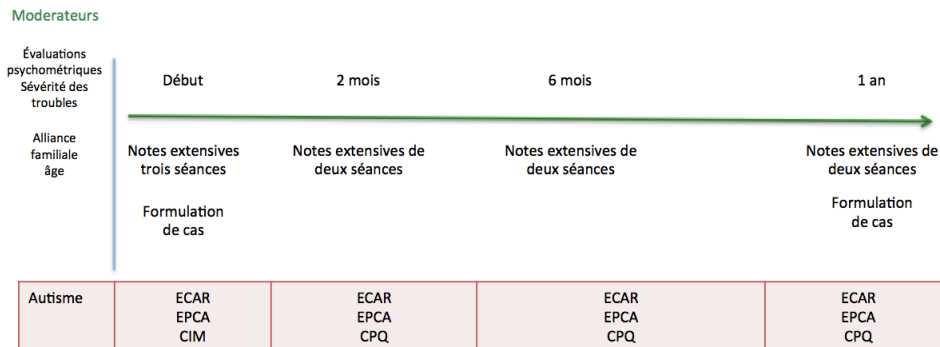 Moderateurs
Évaluations
psychométriques
Sévérité des
troubles
Alliance
familiale
âge
Début
2 mois
6 mois
1 an
Notes extensives
trois séances
Notes extensives de
deux séances
Notes extensives de
deux séances
Notes extensives de
deux séances
Formulation
de cas
Formulation
de cas
Autisme
ECAR
EPCA
CIM
ECAR
EPCA
CPQ
ECAR
EPCA
CPQ
ECAR
EPCA
CPQ